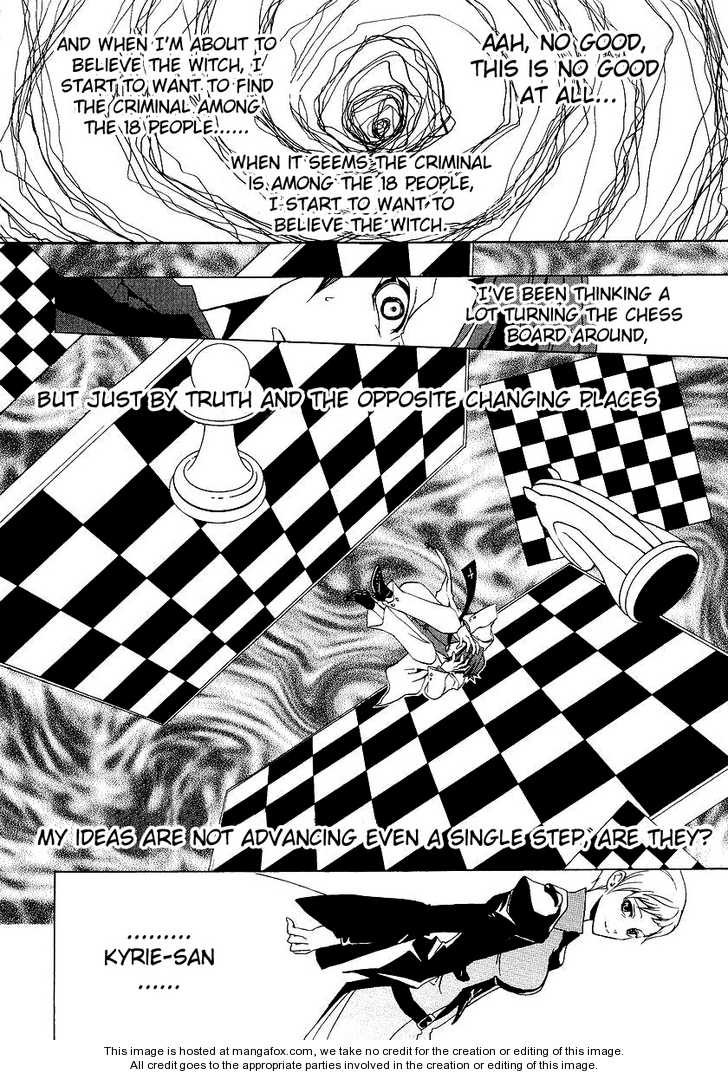 AAH, NO GOOD,
THIS IS NO GOOD
AT ALL...
AND WHEN I'M ABOUT TO
BELIEVE THE WITCH, I
START TO WANT TO FIND
THE CRIMINAL AMONG
THE 18 PEOPLE......
WHEN IT SEEMS THE CRIMINAL
IS AMONG THE 18 PEOPLE,
I START TO WANT TO
BELIEVE THE WITCH.
I'VE BEEN THINKING A
LOT TURNING THE CHESS
BOARD AROUND,
BUT JUST BY TRUTH AND THE OPPOSITE CHANGING PLACES
MY IDEAS ARE NOT ADVANCING EVEN A SINGLE STEP, ARE THEY?
.........
KYRIE-SAN
......
This image is hosted at mangafox.com, we take no credit for the creation or editing of this image.
All credit goes to the appropriate parties involved in the creation or editing of this image.